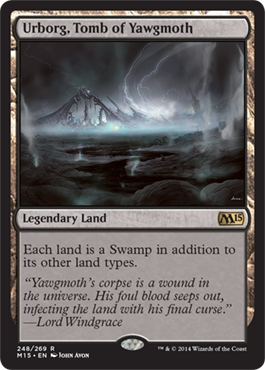 Urborg, Tomb of Yawgmoth
Legendary Land
M15
Each land is a Swamp in addition to
its other land types.
“Yawgmoth’s corpse is a wound in
the universe. His foul blood seeps out,
infecting the land with his final curse.”
—Lord Windgrace
248/269 R
M15 • EN JOHN AVON
™ & © 2014 Wizards of the Coast